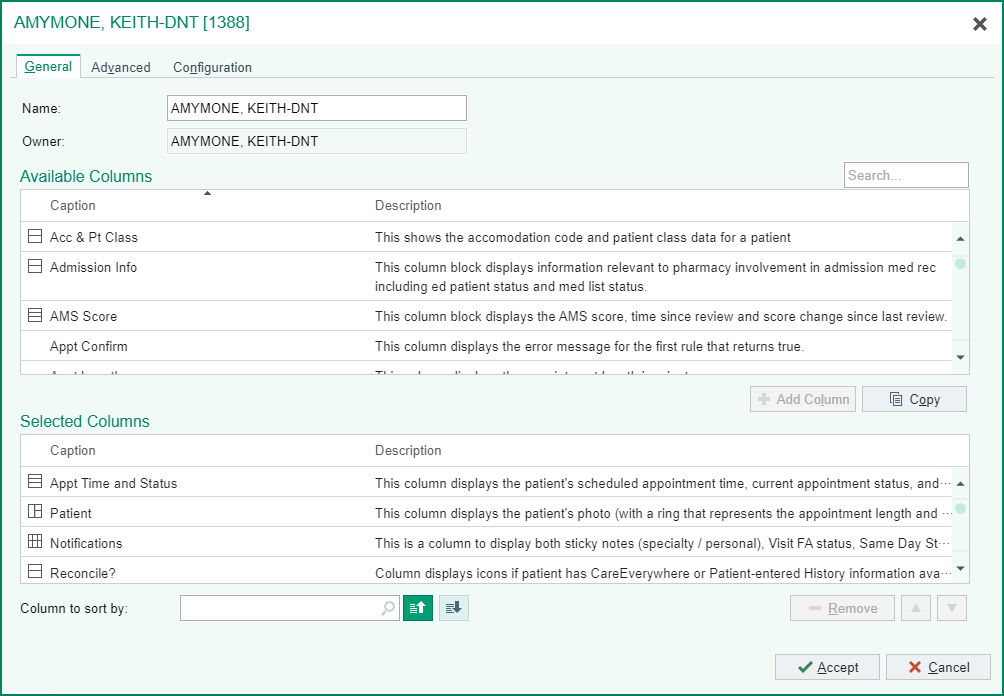 AMYMONE, KEITH-DNT [1388]
General Advanced Configuration
Name: AMYMONE, KEITH-DNT
Owner: AMYMONE, KEITH-DNT
Available Columns Search...
Caption Description
Acc & Pt Class This shows the accomodation code and patient class data for a patient
Admission Info This column block displays information relevant to pharmacy involvement in admission med rec
including ed patient status and med list status.
AMS Score This column block displays the AMS score, time since review and score change since last review.
Appt Confirm This column displays the error message for the first rule that returns true.
Add Column Copy
Selected Columns
Caption Description
Appt Time and Status This column displays the patient's scheduled appointment time, current appointment status, and···
Patient This column displays the patient's photo (with a ring that represents the appointment length and ···
Notifications This is a column to display both sticky notes (specialty / personal), Visit FA status, Same Day St···
Reconcile? Column displays icons if patient has CareEverywhere or Patient-entered History information ava···
Column to sort by: Remove
Accept Cancel